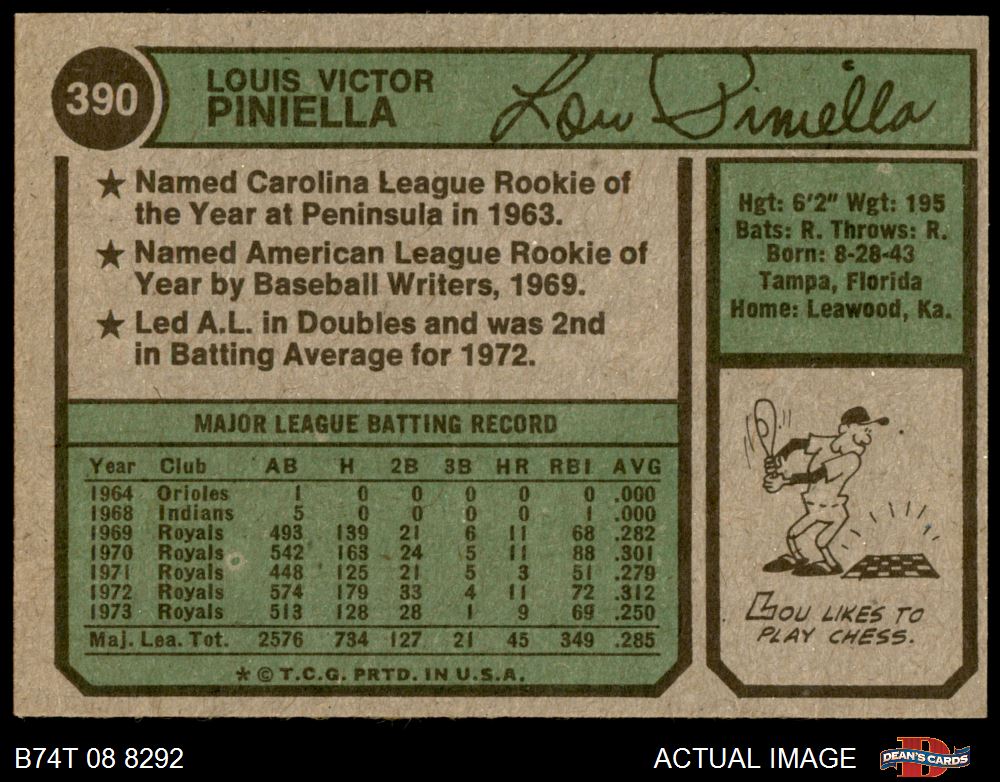 390
LOUIS VICTOR
PINIELLA
Lou Piniella
★ Named Carolina League Rookie of
the Year at Peninsula in 1963.
★ Named American League Rookie of
Year by Baseball Writers, 1969.
★ Led A.L. in Doubles and was 2nd
in Batting Average for 1972.
Hgt: 6'2" Wgt: 195
Bats: R. Throws: R.
Born: 8-28-43
Tampa, Florida
Home: Leawood, Ka.
MAJOR LEAGUE BATTING RECORD
Year Club AB H 2B 3B HR RBI AVG
1964 Orioles 1 0 0 0 0 0 .000
1968 Indians 5 0 0 0 0 1 .000
1969 Royals 493 139 21 6 11 68 .282
1970 Royals 542 163 24 5 11 88 .301
1971 Royals 448 125 21 5 3 51 .279
1972 Royals 574 179 33 4 11 72 .312
1973 Royals 513 128 28 1 9 69 .250
Maj. Lea. Tot. 2576 734 127 21 45 349 .285
* © T.C.G. PRTD. IN U.S.A.
LOU LIKES TO
PLAY CHESS.
B74T 08 8292
ACTUAL IMAGE
DEAN'S CARDS